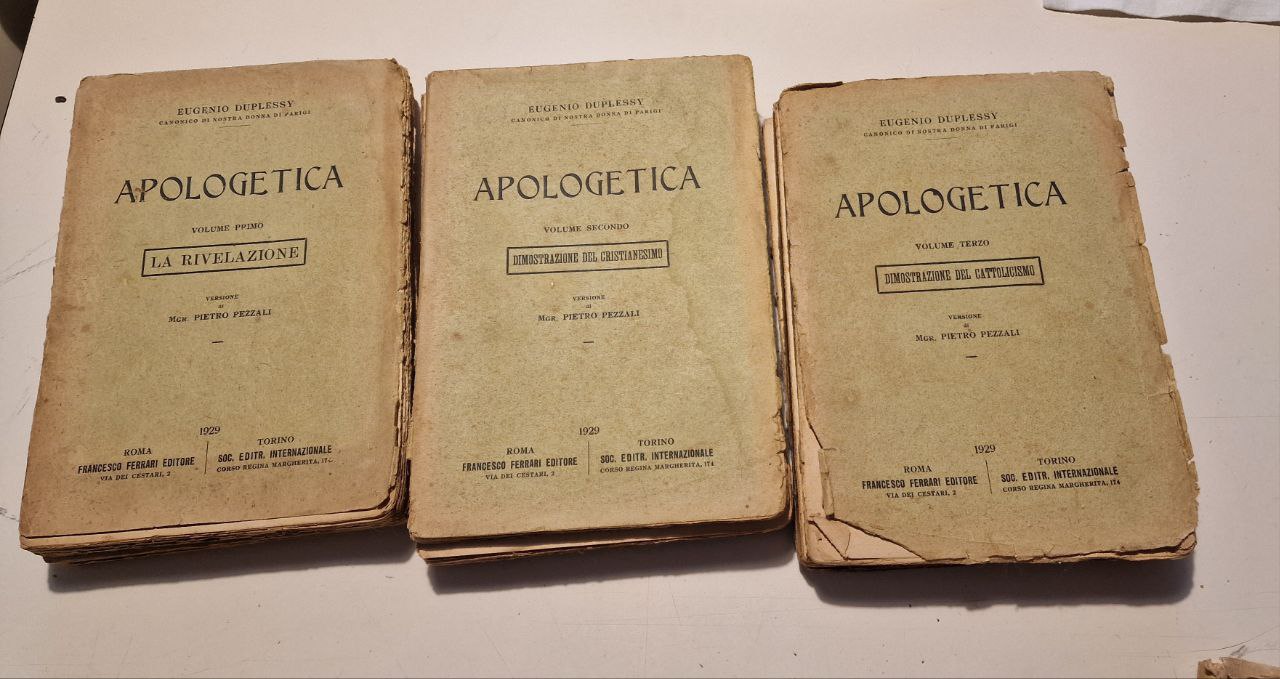 EUGENIO DUPLESSY
CANONICO DI NOSTRA DONNA DI PARIGI
APOLOGETICA
VOLUME PRIMO
LA RIVELAZIONE
VERSIONE
di
MGR. PIETRO PEZZALI
1929
ROMA
FRANCESCO FERRARI EDITORE
VIA DEI CESTARI, 2
TORINO
SOC. EDITR. INTERNAZIONALE
CORSO REGINA MARGHERITA,
EUGENIO DUPLESSY
CANONICO DI NOSTRA DONNA DI PARIGI
APOLOGETICA
VOLUME SECONDO
DIMOSTRAZIONE DEL CRISTIANESIMO
VERSIONE
di
MGR. PIETRO PEZZALI
1929
ROMA
FRANCESCO FERRARI EDITORE
VIA DEI CESTARI, 2
TORINO
SOC. EDITR. INTERNAZIONALE
CORSO REGINA MARGHERITA, 174
EUGENIO DUPLESSY
CANONICO DI NOSTRA DONNA DI PARIGI
APOLOGETICA
VOLUME TERZO
DIMOSTRAZIONE DEL CATTOLICISMO
VERSIONE
di
MGR. PIETRO PEZZALI
1929
ROMA
FRANCESCO FERRARI EDITORE
VIA DEI CESTARI, 2
TORINO
SOC. EDITR. INTERNAZIONALE
CORSO REGINA MARGHERITA, 174